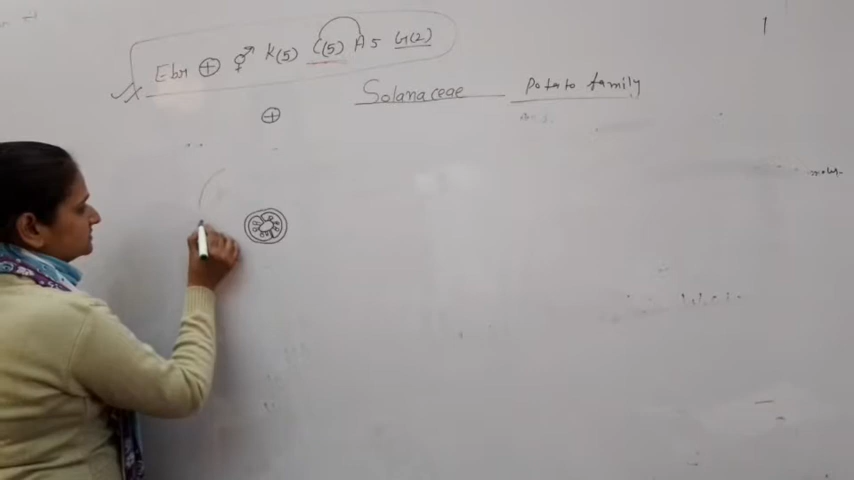 Ebr ⊕ ⚥ K(5) C(5) A5 G(2)
Solanaceae Potato family